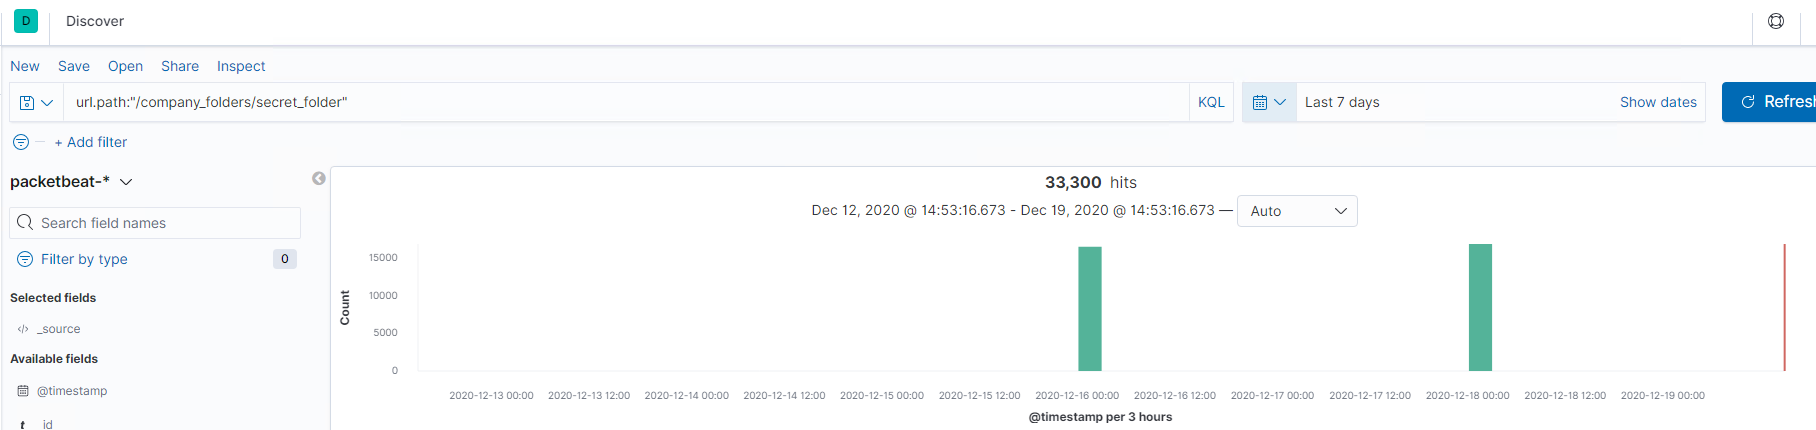 D Discover
New Save Open Share Inspect
url.path:"/company_folders/secret_folder" KQL Last 7 days Show dates Refresh
+ Add filter
packetbeat-*
33,300 hits
Dec 12, 2020 @ 14:53:16.673 - Dec 19, 2020 @ 14:53:16.673 — Auto
Search field names
Filter by type 0
Selected fields
</> _source
Available fields
@timestamp
t _id
Count
15000
10000
5000
0
2020-12-13 00:00 2020-12-13 12:00 2020-12-14 00:00 2020-12-14 12:00 2020-12-15 00:00 2020-12-15 12:00 2020-12-16 00:00 2020-12-16 12:00 2020-12-17 00:00 2020-12-17 12:00 2020-12-18 00:00 2020-12-18 12:00 2020-12-19 00:00
@timestamp per 3 hours